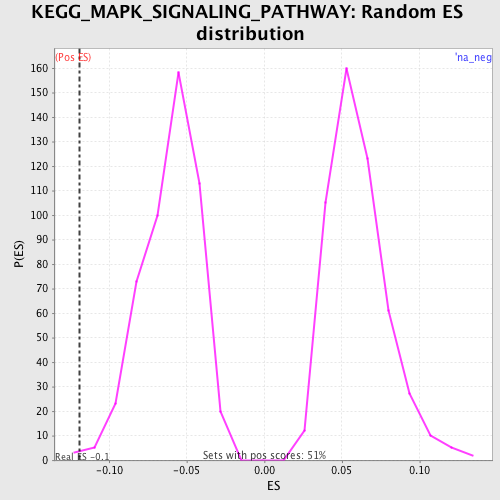 KEGG_MAPK_SIGNALING_PATHWAY: Random ES
distribution
(Pos ES)
'na_neg
160
150
140
130
120
110
100
90
80
70
60
50
40
30
20
10
0
P(ES)
Real ES -0.1
Sets with pos scores: 51%
-0.10
-0.05
0.00
0.05
0.10
ES